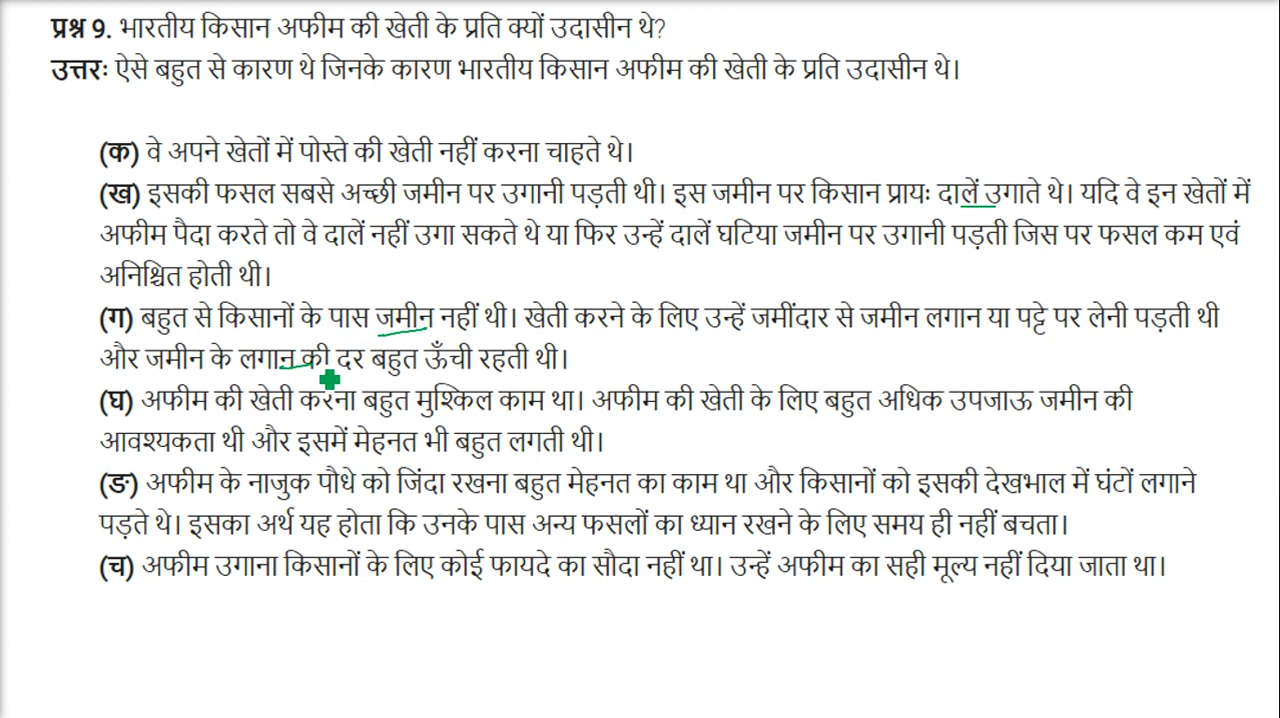 प्रश्न 9. भारतीय किसान अफीम की खेती के प्रति क्यों उदासीन थे?
उत्तरः ऐसे बहुत से कारण थे जिनके कारण भारतीय किसान अफीम की खेती के प्रति उदासीन थे।
(क) वे अपने खेतों में पोस्ते की खेती नहीं करना चाहते थे।
(ख) इसकी फसल सबसे अच्छी जमीन पर उगानी पड़ती थी। इस जमीन पर किसान प्रायः दालें उगाते थे। यदि वे इन खेतों में
अफीम पैदा करते तो वे दालें नहीं उगा सकते थे या फिर उन्हें दालें घटिया जमीन पर उगानी पड़ती जिस पर फसल कम एवं
अनिश्चित होती थी।
(ग) बहुत से किसानों के पास जमीन नहीं थी। खेती करने के लिए उन्हें जमींदार से जमीन लगान या पट्टे पर लेनी पड़ती थी
और जमीन के लगान की दर बहुत ऊँची रहती थी।
(घ) अफीम की खेती करना बहुत मुश्किल काम था। अफीम की खेती के लिए बहुत अधिक उपजाऊ जमीन की
आवश्यकता थी और इसमें मेहनत भी बहुत लगती थी।
(ङ) अफीम के नाजुक पौधे को जिंदा रखना बहुत मेहनत का काम था और किसानों को इसकी देखभाल में घंटों लगाने
पड़ते थे। इसका अर्थ यह होता कि उनके पास अन्य फसलों का ध्यान रखने के लिए समय ही नहीं बचता।
(च) अफीम उगाना किसानों के लिए कोई फायदे का सौदा नहीं था। उन्हें अफीम का सही मूल्य नहीं दिया जाता था।